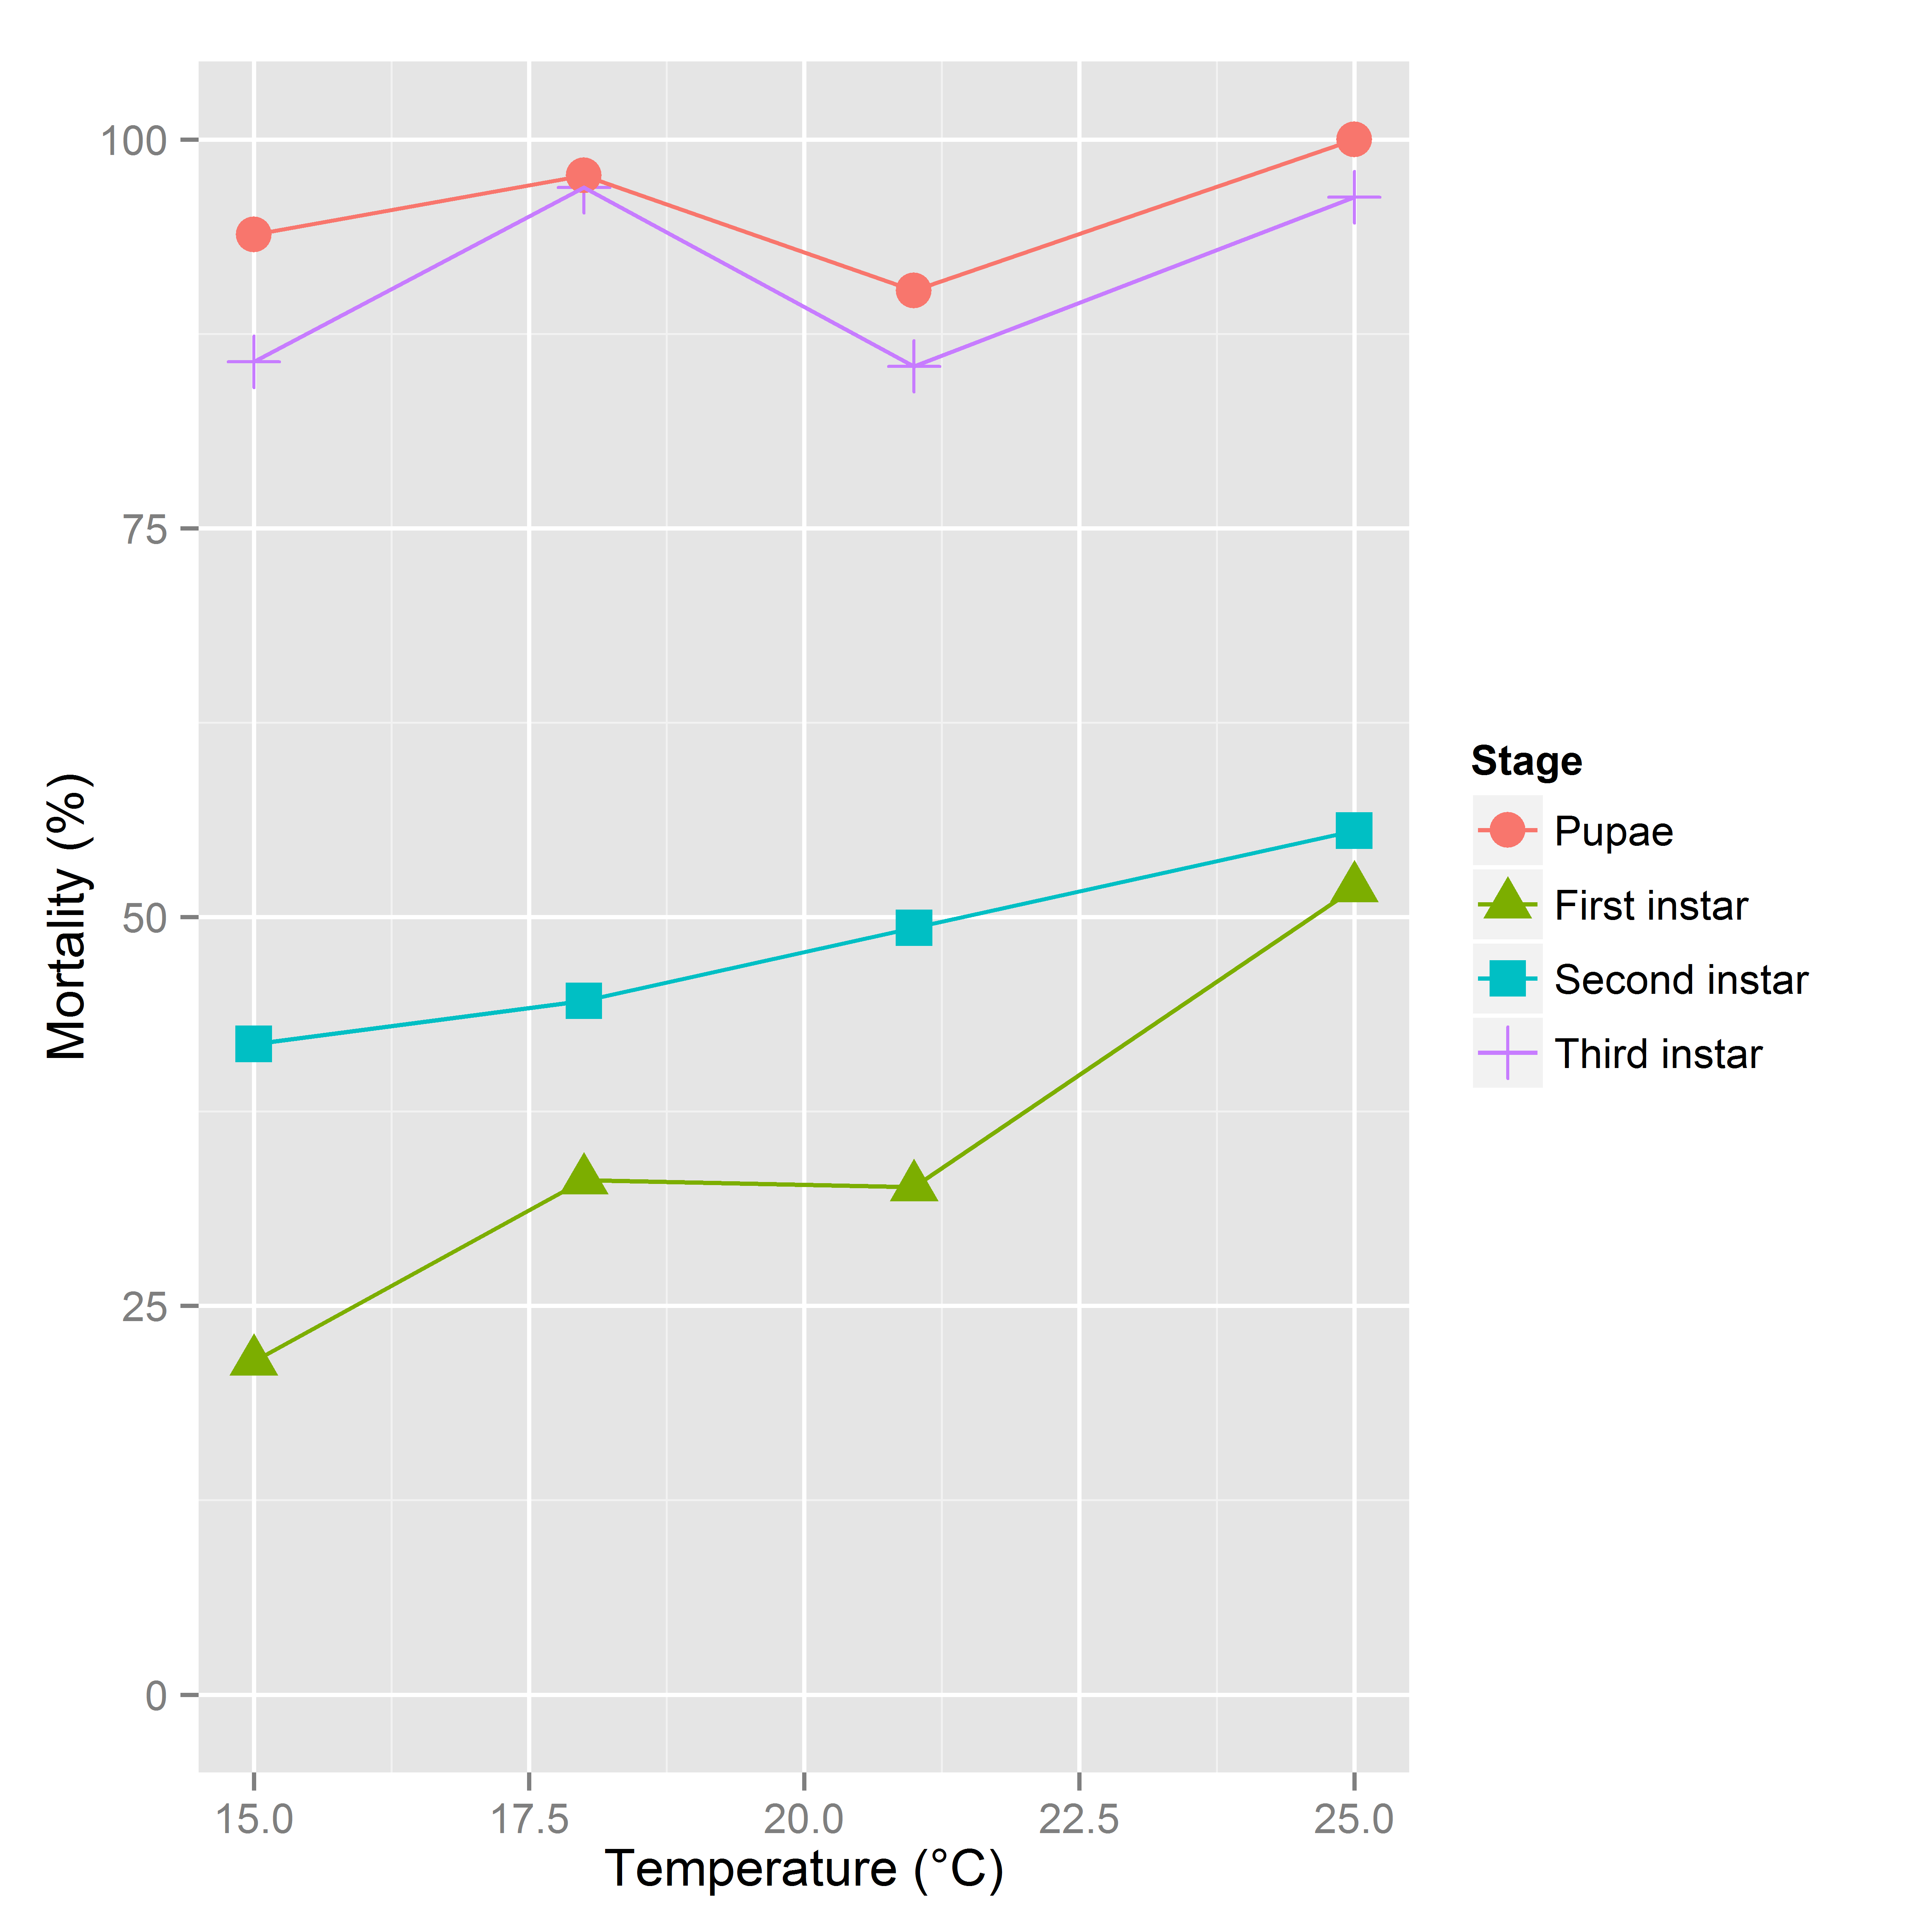 100
75
50
25
0
Mortality (%)
15.0 17.5 20.0 22.5 25.0
Temperature (°C)
Stage
Pupae
First instar
Second instar
Third instar